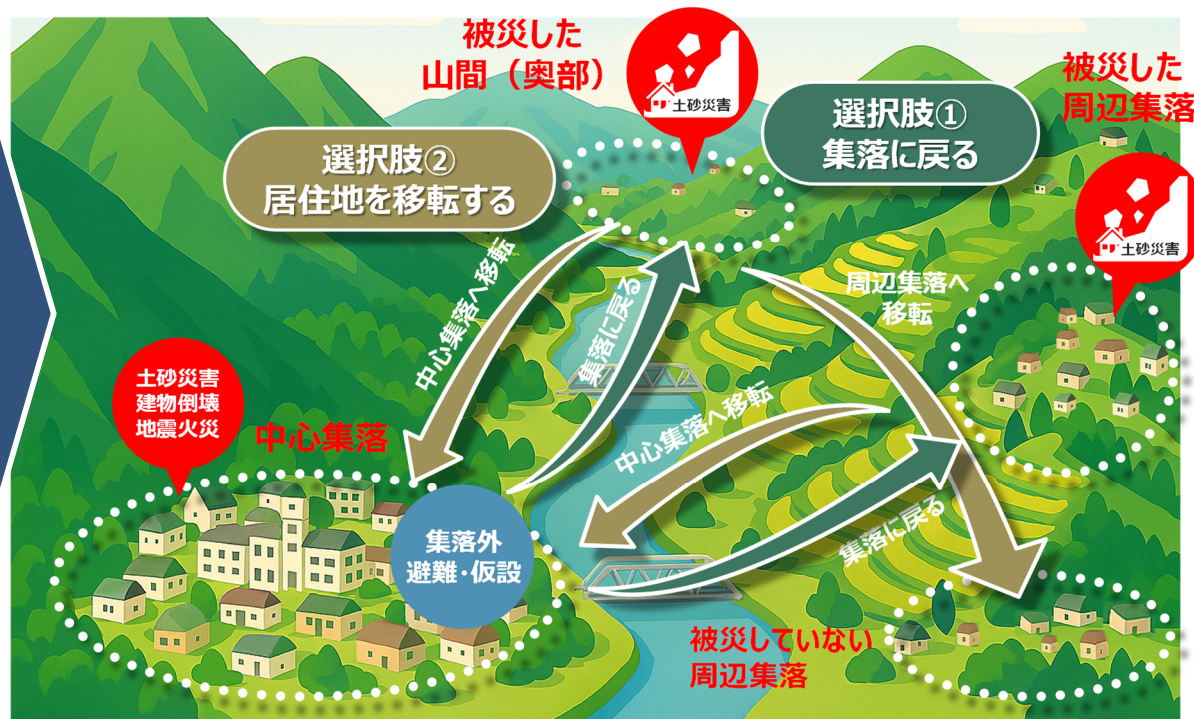 被災した
山間（奥部）
土砂災害
選択肢①
集落に戻る
被災した
周辺集落
土砂災害
選択肢②
居住地を移転する
中心集落へ移転
集落に戻る
周辺集落へ
移転
土砂災害
建物倒壊
地震火災
中心集落
中心集落へ移転
集落に戻る
集落外
避難・仮設
被災していない
周辺集落